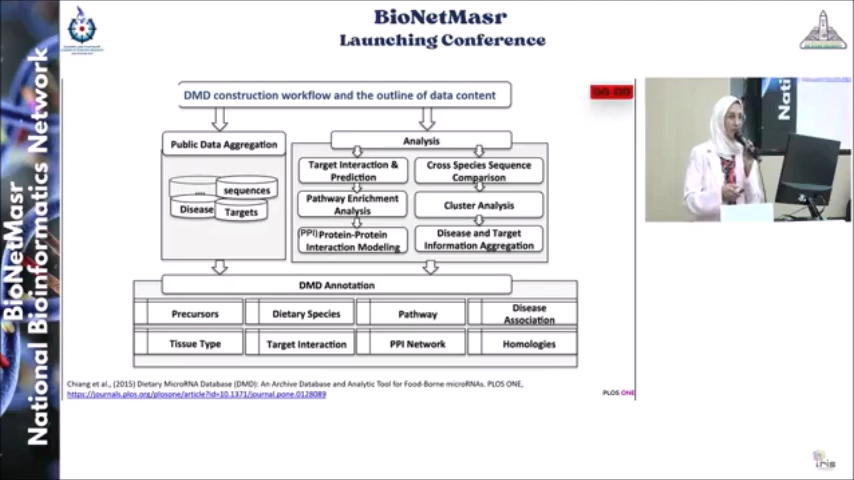 BioNetMasr
Launching Conference
BioNetMasr
National Bioinformatics Network
DMD construction workflow and the outline of data content
Public Data Aggregation
....
sequences
Disease
Targets
Analysis
Target Interaction &
Prediction
Cross Species Sequence
Comparison
Pathway Enrichment
Analysis
Cluster Analysis
(PPI)Protein-Protein
Interaction Modeling
Disease and Target
Information Aggregation
DMD Annotation
Precursors
Dietary Species
Pathway
Disease
Association
Tissue Type
Target Interaction
PPI Network
Homologies
Chiang et al., (2015) Dietary MicroRNA Database (DMD): An Archive Database and Analytic Tool for Food-Borne microRNAs. PLOS ONE,
https://journals.plos.org/plosone/article?id=10.1371/journal.pone.0128089
PLOS ONE
Nati
iris